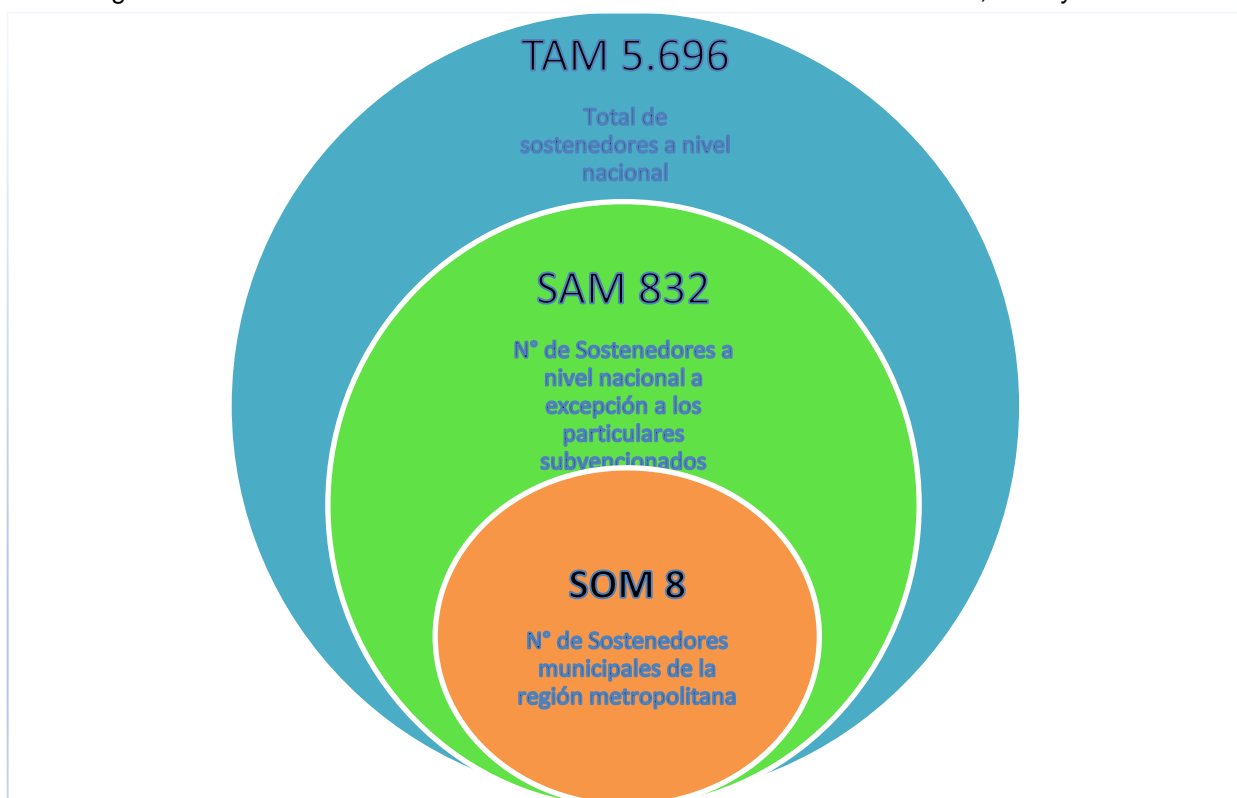 TAM 5.696
Total de
sostenedores a nivel
nacional
SAM 832
N° de Sostenedores a
nivel nacional a
excepción a los
particulares
subvencionados
SOM 8
N° de Sostenedores
municipales de la
región metropolitana